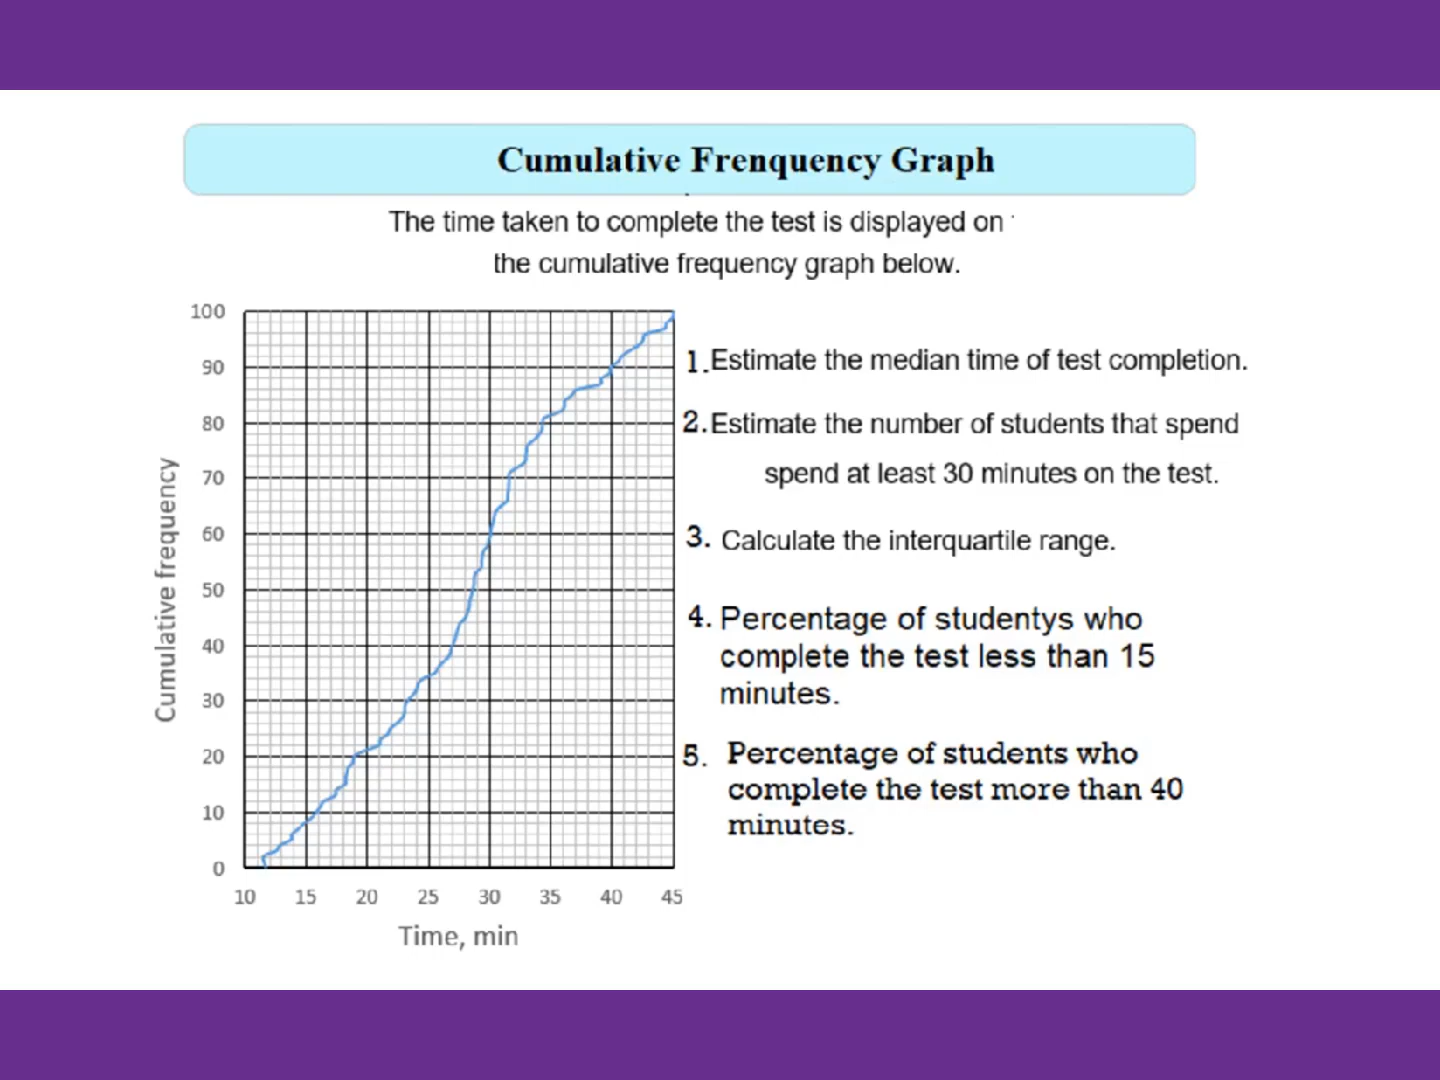 Cumulative Frenquency Graph
The time taken to complete the test is displayed on
the cumulative frequency graph below.
100
90
80
70
60
50
40
30
20
10
0
Cumulative frequency
10 15 20 25 30 35 40 45
Time, min
1. Estimate the median time of test completion.
2. Estimate the number of students that spend
spend at least 30 minutes on the test.
3. Calculate the interquartile range.
4. Percentage of studentys who
complete the test less than 15
minutes.
5. Percentage of students who
complete the test more than 40
minutes.